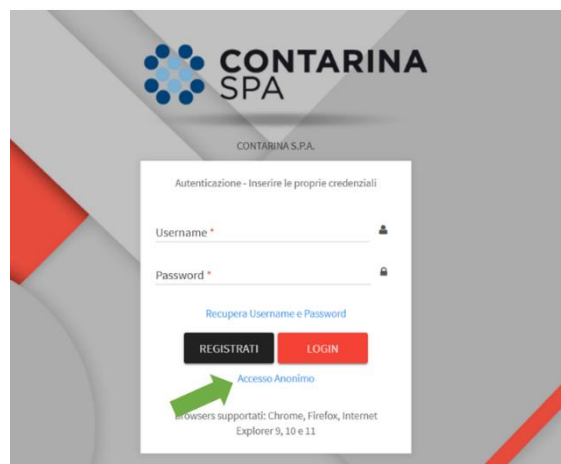 CONTARINA
SPA
CONTARINA S.P.A.
Autenticazione - Inserire le proprie credenziali
Username *
Password *
Recupera Username e Password
REGISTRATI LOGIN
Accesso Anonimo
Browsers supportati: Chrome, Firefox, Internet
Explorer 9, 10 e 11